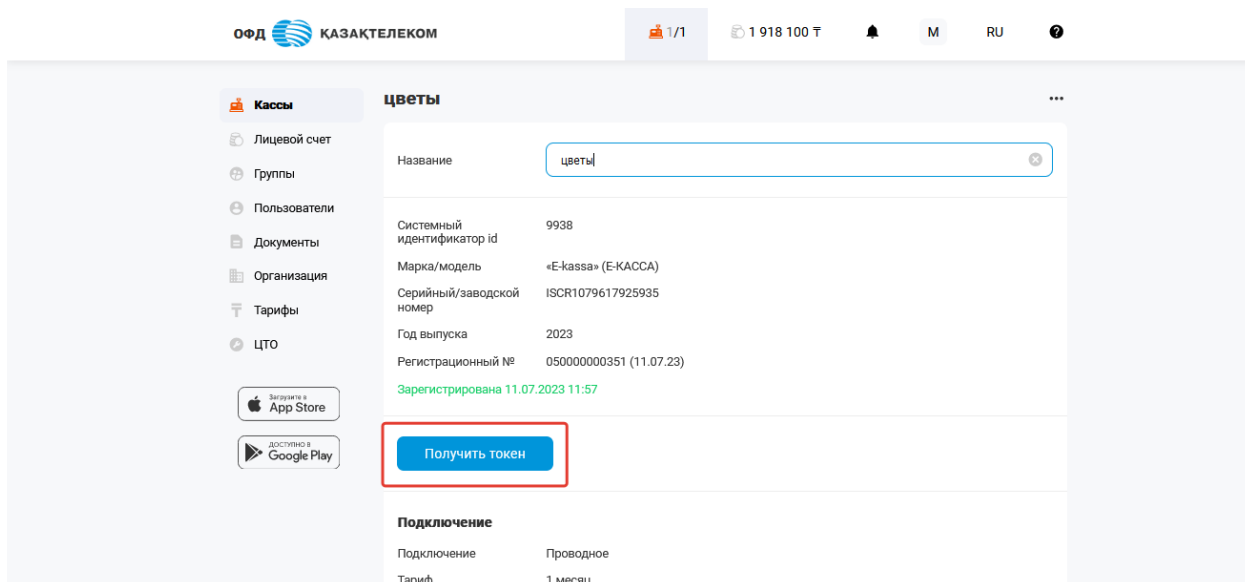 ОФД ҚАЗАҚТЕЛЕКОМ
1/1
1 918 100 ₸
M
RU
Кассы
Лицевой счет
Группы
Пользователи
Документы
Организация
Тарифы
ЦТО
Загрузите в
App Store
ДОСТУПНО В
Google Play
цветы
Название
цветы
Системный
идентификатор id
9938
Марка/модель
«E-kassa» (Е-КАССА)
Серийный/заводской
номер
ISCR1079617925935
Год выпуска
2023
Регистрационный №
050000000351 (11.07.23)
Зарегистрирована 11.07.2023 11:57
Получить токен
Подключение
Подключение
Проводное
Тариф
1 месяц